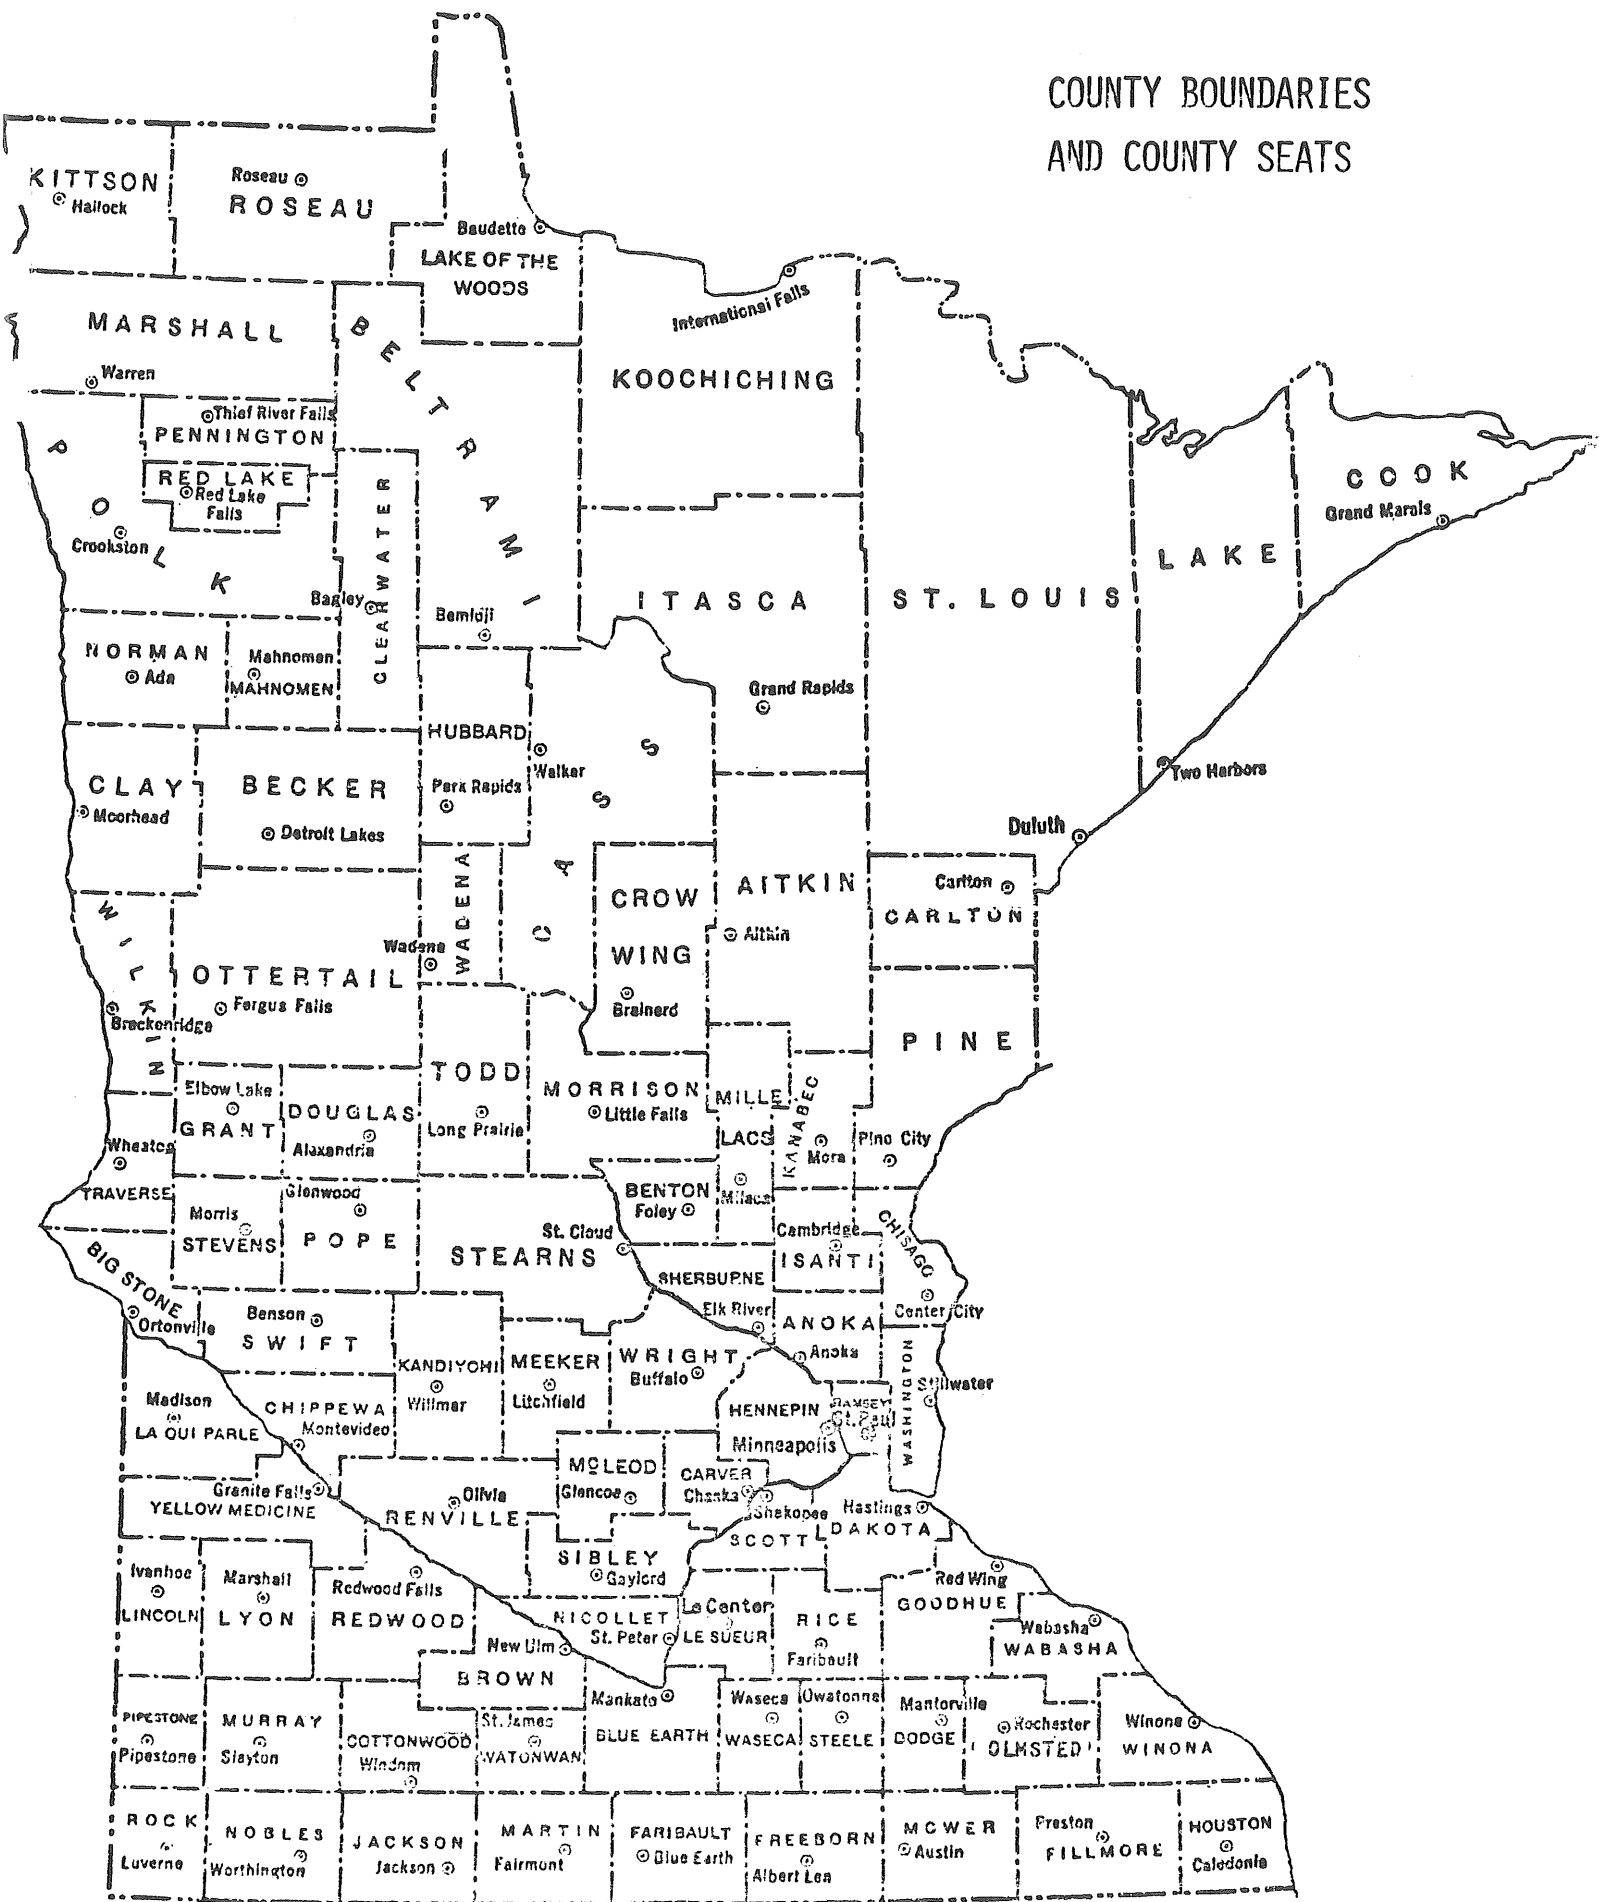 COUNTY BOUNDARIES
AND COUNTY SEATS
KITTSON
Hallock
Roseau
ROSEAU
Baudette
LAKE OF THE
WOODS
International Falls
MARSHALL
Warren
BELTRAMI
Bemidji
KOOCHICHING
Thief River Falls
PENNINGTON
RED LAKE
Red Lake
Falls
POLK
Crookston
CLEARWATER
Bagley
ITASCA
Grand Rapids
ST. LOUIS
Duluth
LAKE
Two Harbors
COOK
Grand Marais
NORMAN
Ada
Mahnomen
MAHNOMEN
HUBBARD
Park Rapids
Walker
CASS
CLAY
Moorhead
BECKER
Detroit Lakes
WADENA
Wadena
CROW
WING
Brainerd
AITKIN
Aitkin
Carlton
CARLTON
WILKIN
Breckenridge
OTTERTAIL
Fergus Falls
PINE
Pine City
Elbow Lake
GRANT
DOUGLAS
Alexandria
TODD
Long Prairie
MORRISON
Little Falls
MILLE
LACS
Milaca
KANABEC
Mora
Wheaton
TRAVERSE
Morris
STEVENS
Glenwood
POPE
STEARNS
St. Cloud
BENTON
Foley
Cambridge
ISANTI
CHISAGO
Center City
BIG STONE
Ortonville
Benson
SWIFT
SHERBURNE
Elk River
ANOKA
Anoka
KANDIYOHI
Willmar
MEEKER
Litchfield
WRIGHT
Buffalo
WASHINGTON
Stillwater
Madison
LA QUI PARLE
CHIPPEWA
Montevideo
HENNEPIN
Minneapolis
RAMSEY
St. Paul
Granite Falls
YELLOW MEDICINE
Olivia
RENVILLE
McLEOD
Glencoe
CARVER
Chaska
Shakopee
SCOTT
Hastings
DAKOTA
SIBLEY
Gaylord
Ivanhoe
LINCOLN
Marshall
LYON
Redwood Falls
REDWOOD
NICOLLET
St. Peter
Le Center
LE SUEUR
RICE
Faribault
Red Wing
GOODHUE
Wabasha
WABASHA
New Ulm
BROWN
PIPESTONE
Pipestone
MURRAY
Slayton
COTTONWOOD
Windom
St. James
WATONWAN
Mankato
BLUE EARTH
Waseca
WASECA
Owatonna
STEELE
Mantorville
DODGE
Rochester
OLMSTED
Winona
WINONA
ROCK
Luverne
NOBLES
Worthington
JACKSON
Jackson
MARTIN
Fairmont
FARIBAULT
Blue Earth
FREEBORN
Albert Lea
MOWER
Austin
Preston
FILLMORE
HOUSTON
Caledonia